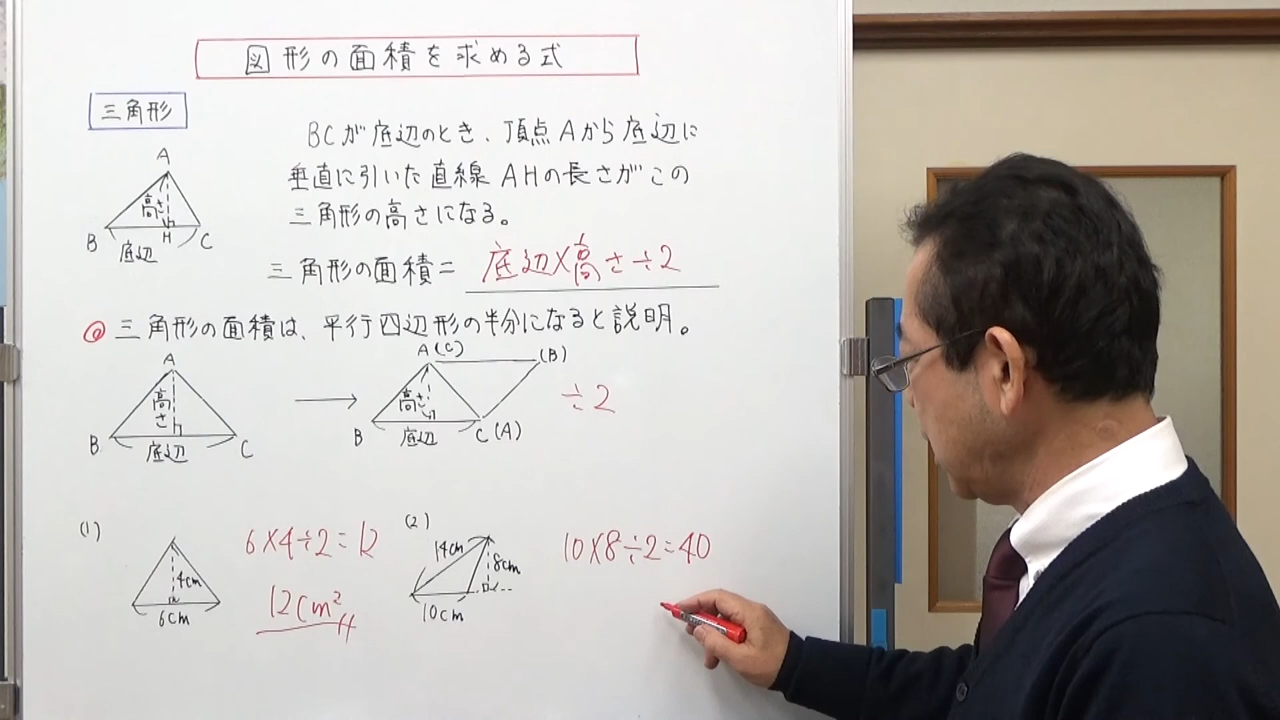 図形の面積を求める式
三角形
A
高さ
B
H
C
底辺
BCが底辺のとき、頂点Aから底辺に
垂直に引いた直線AHの長さがこの
三角形の高さになる。
三角形の面積= 底辺×高さ÷2
◎三角形の面積は、平行四辺形の半分になると説明。
A
高さ
B
底辺
C
A(C)
(B)
高さ
B
底辺
C(A)
÷2
(1)
4cm
6cm
6×4÷2=12
12cm²
(2)
14cm
8cm
10cm
10×8÷2=40